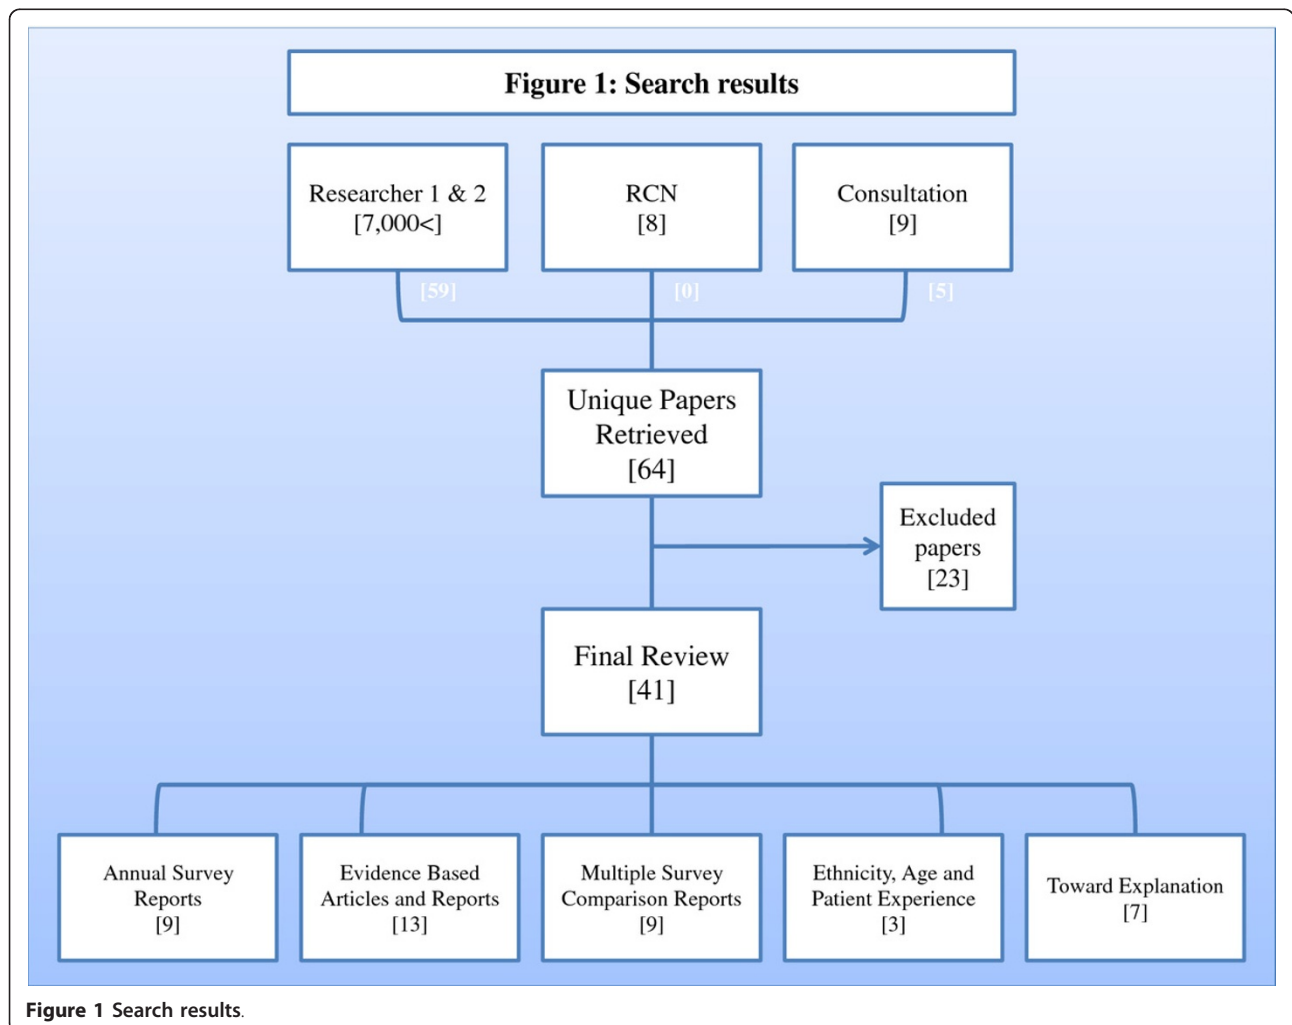 Figure 1: Search results
Researcher 1 & 2
[7,000<]
RCN
[8]
Consultation
[9]
[59]
[0]
[5]
Unique Papers
Retrieved
[64]
Excluded
papers
[23]
Final Review
[41]
Annual Survey
Reports
[9]
Evidence Based
Articles and Reports
[13]
Multiple Survey
Comparison Reports
[9]
Ethnicity, Age and
Patient Experience
[3]
Toward Explanation
[7]
Figure 1 Search results.